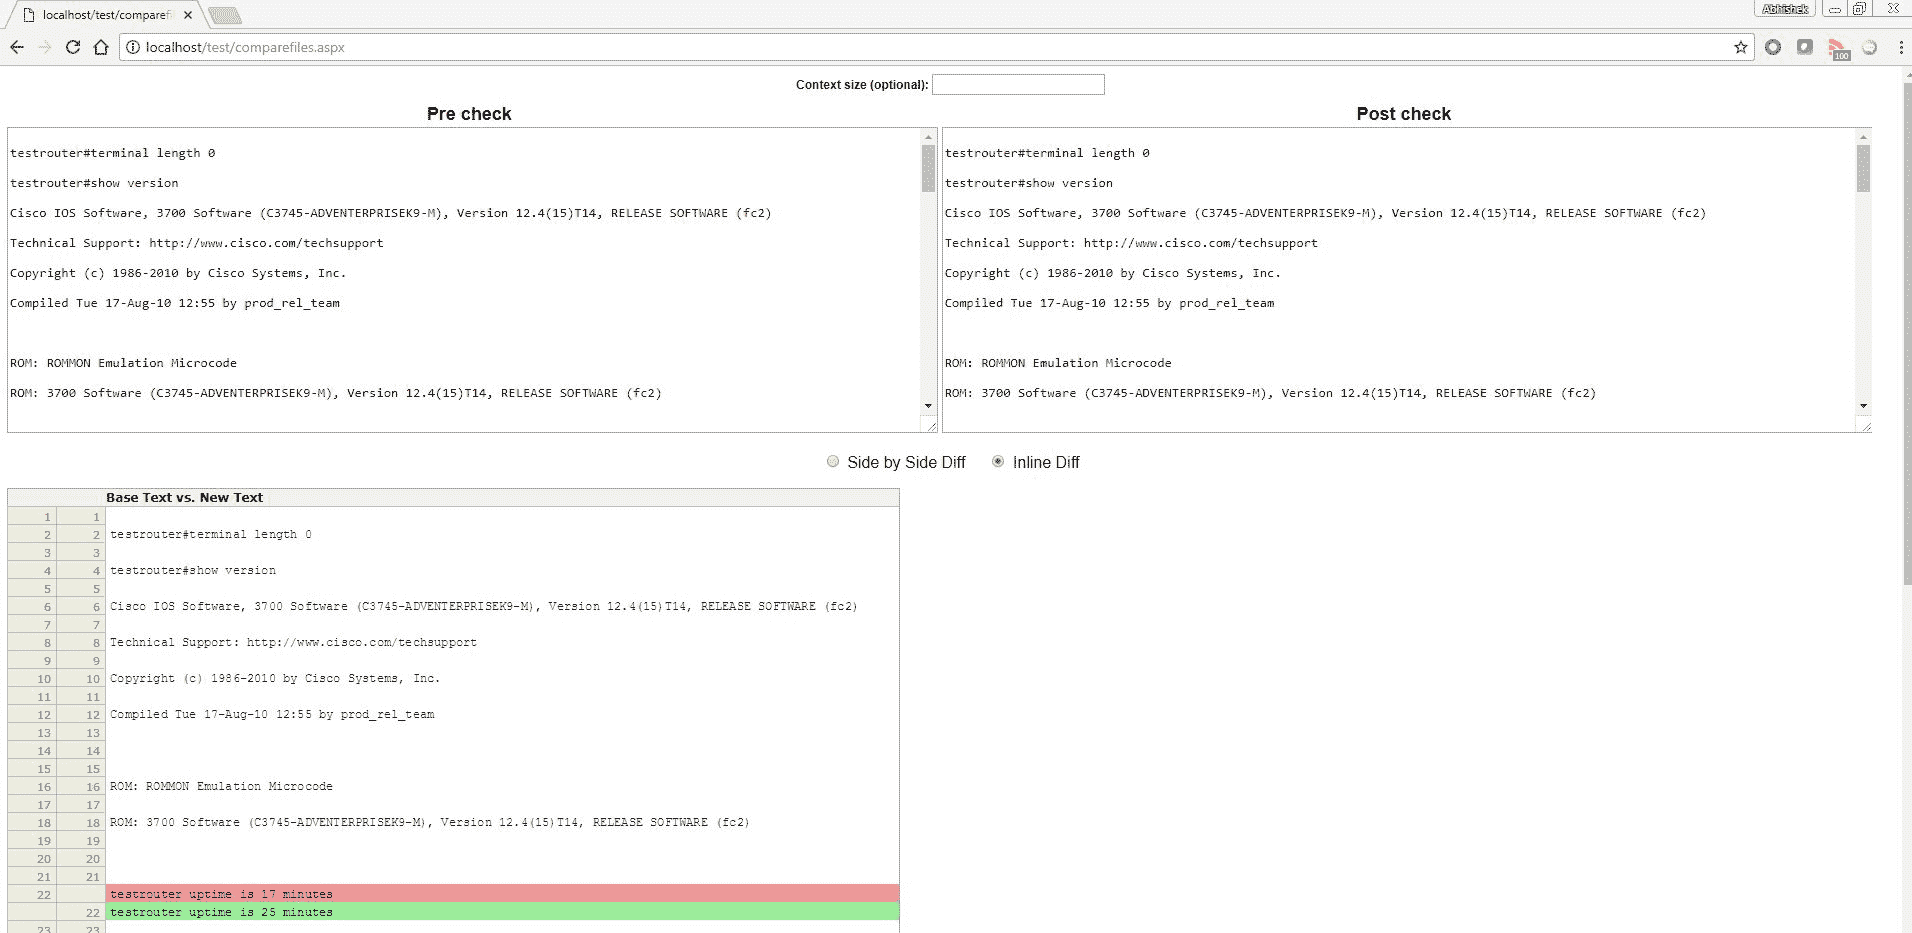 localhost/test/comparefi
Abhishek
localhost/test/comparefiles.aspx
100
Context size (optional):
Pre check
Post check
testrouter#terminal length 0
testrouter#show version
Cisco IOS Software, 3700 Software (C3745-ADVENTERPRISEK9-M), Version 12.4(15)T14, RELEASE SOFTWARE (fc2)
Technical Support: http://www.cisco.com/techsupport
Copyright (c) 1986-2010 by Cisco Systems, Inc.
Compiled Tue 17-Aug-10 12:55 by prod_rel_team
ROM: ROMMON Emulation Microcode
ROM: 3700 Software (C3745-ADVENTERPRISEK9-M), Version 12.4(15)T14, RELEASE SOFTWARE (fc2)
testrouter#terminal length 0
testrouter#show version
Cisco IOS Software, 3700 Software (C3745-ADVENTERPRISEK9-M), Version 12.4(15)T14, RELEASE SOFTWARE (fc2)
Technical Support: http://www.cisco.com/techsupport
Copyright (c) 1986-2010 by Cisco Systems, Inc.
Compiled Tue 17-Aug-10 12:55 by prod_rel_team
ROM: ROMMON Emulation Microcode
ROM: 3700 Software (C3745-ADVENTERPRISEK9-M), Version 12.4(15)T14, RELEASE SOFTWARE (fc2)
Side by Side Diff Inline Diff
Base Text vs. New Text
1 1
2 2 testrouter#terminal length 0
3 3
4 4 testrouter#show version
5 5
6 6 Cisco IOS Software, 3700 Software (C3745-ADVENTERPRISEK9-M), Version 12.4(15)T14, RELEASE SOFTWARE (fc2)
7 7
8 8 Technical Support: http://www.cisco.com/techsupport
9 9
10 10 Copyright (c) 1986-2010 by Cisco Systems, Inc.
11 11
12 12 Compiled Tue 17-Aug-10 12:55 by prod_rel_team
13 13
14 14
15 15
16 16 ROM: ROMMON Emulation Microcode
17 17
18 18 ROM: 3700 Software (C3745-ADVENTERPRISEK9-M), Version 12.4(15)T14, RELEASE SOFTWARE (fc2)
19 19
20 20
21 21
22 testrouter uptime is 17 minutes
22 testrouter uptime is 25 minutes
23 23